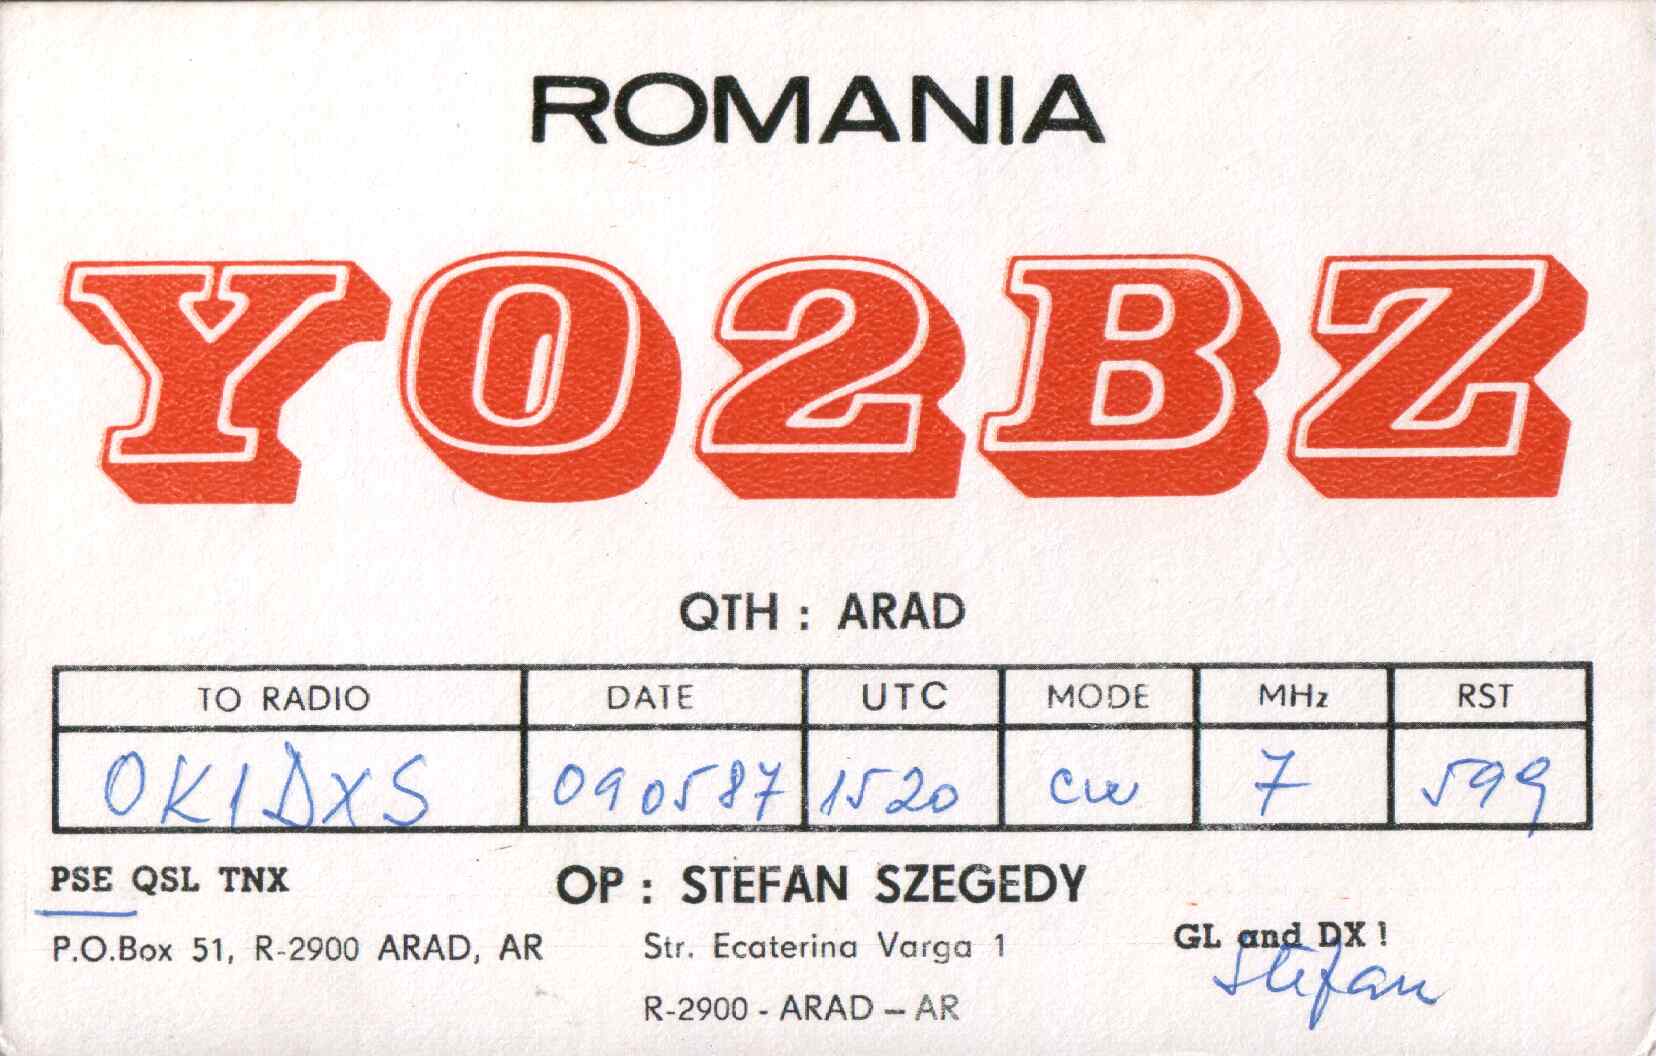 ROMANIA
YO2BZ
QTH : ARAD
TO RADIO DATE UTC MODE MHz RST
OK1DXS 090587 1520 cw 7 599
PSE QSL TNX OP : STEFAN SZEGEDY
P.O.Box 51, R-2900 ARAD, AR Str. Ecaterina Varga 1 GL and DX !
Stefan
R-2900 - ARAD – AR